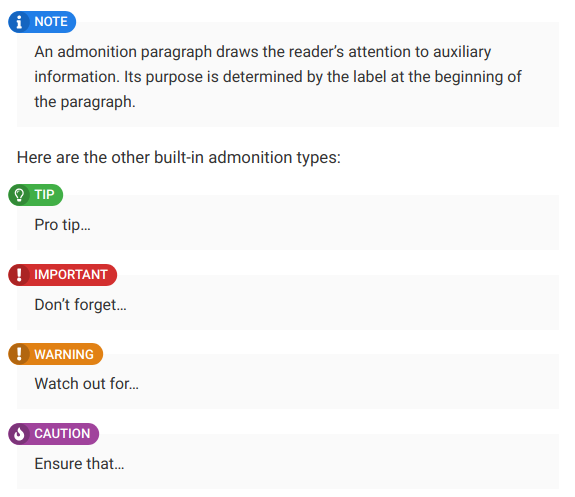 NOTE
An admonition paragraph draws the reader’s attention to auxiliary
information. Its purpose is determined by the label at the beginning of
the paragraph.
Here are the other built-in admonition types:
TIP
Pro tip…
IMPORTANT
Don’t forget…
WARNING
Watch out for…
CAUTION
Ensure that…